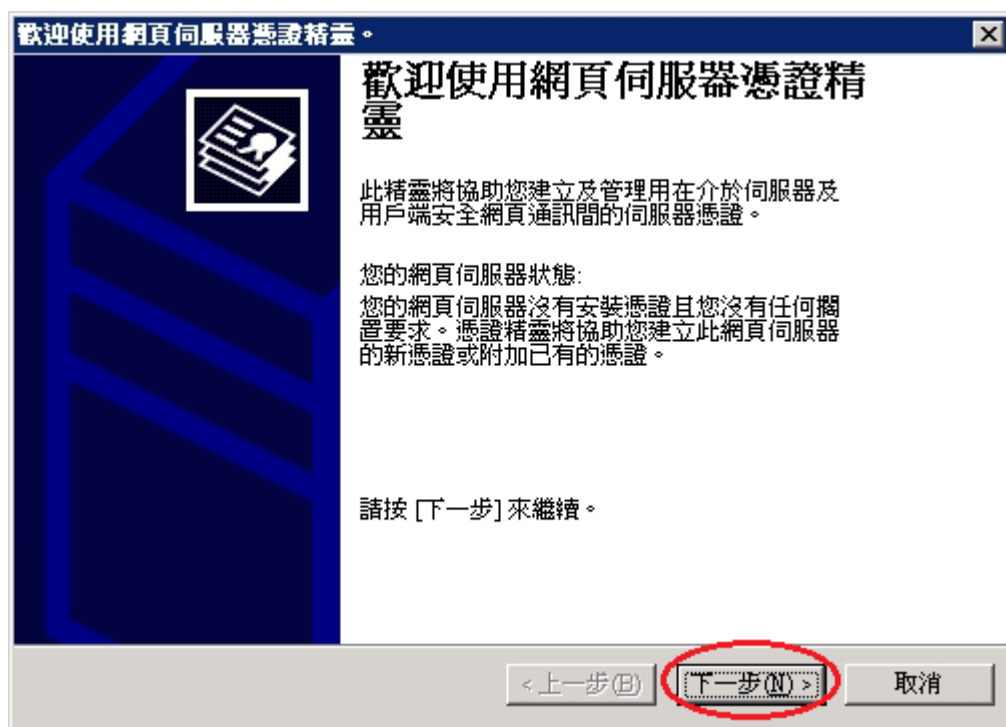 歡迎使用網頁伺服器憑證精靈。
歡迎使用網頁伺服器憑證精
靈
此精靈將協助您建立及管理用在介於伺服器及
用戶端安全網頁通訊間的伺服器憑證。
您的網頁伺服器狀態:
您的網頁伺服器沒有安裝憑證且您沒有任何擱
置要求。憑證精靈將協助您建立此網頁伺服器
的新憑證或附加已有的憑證。
請按 [下一步] 來繼續。
< 上一步(B)
下一步(N) >
取消